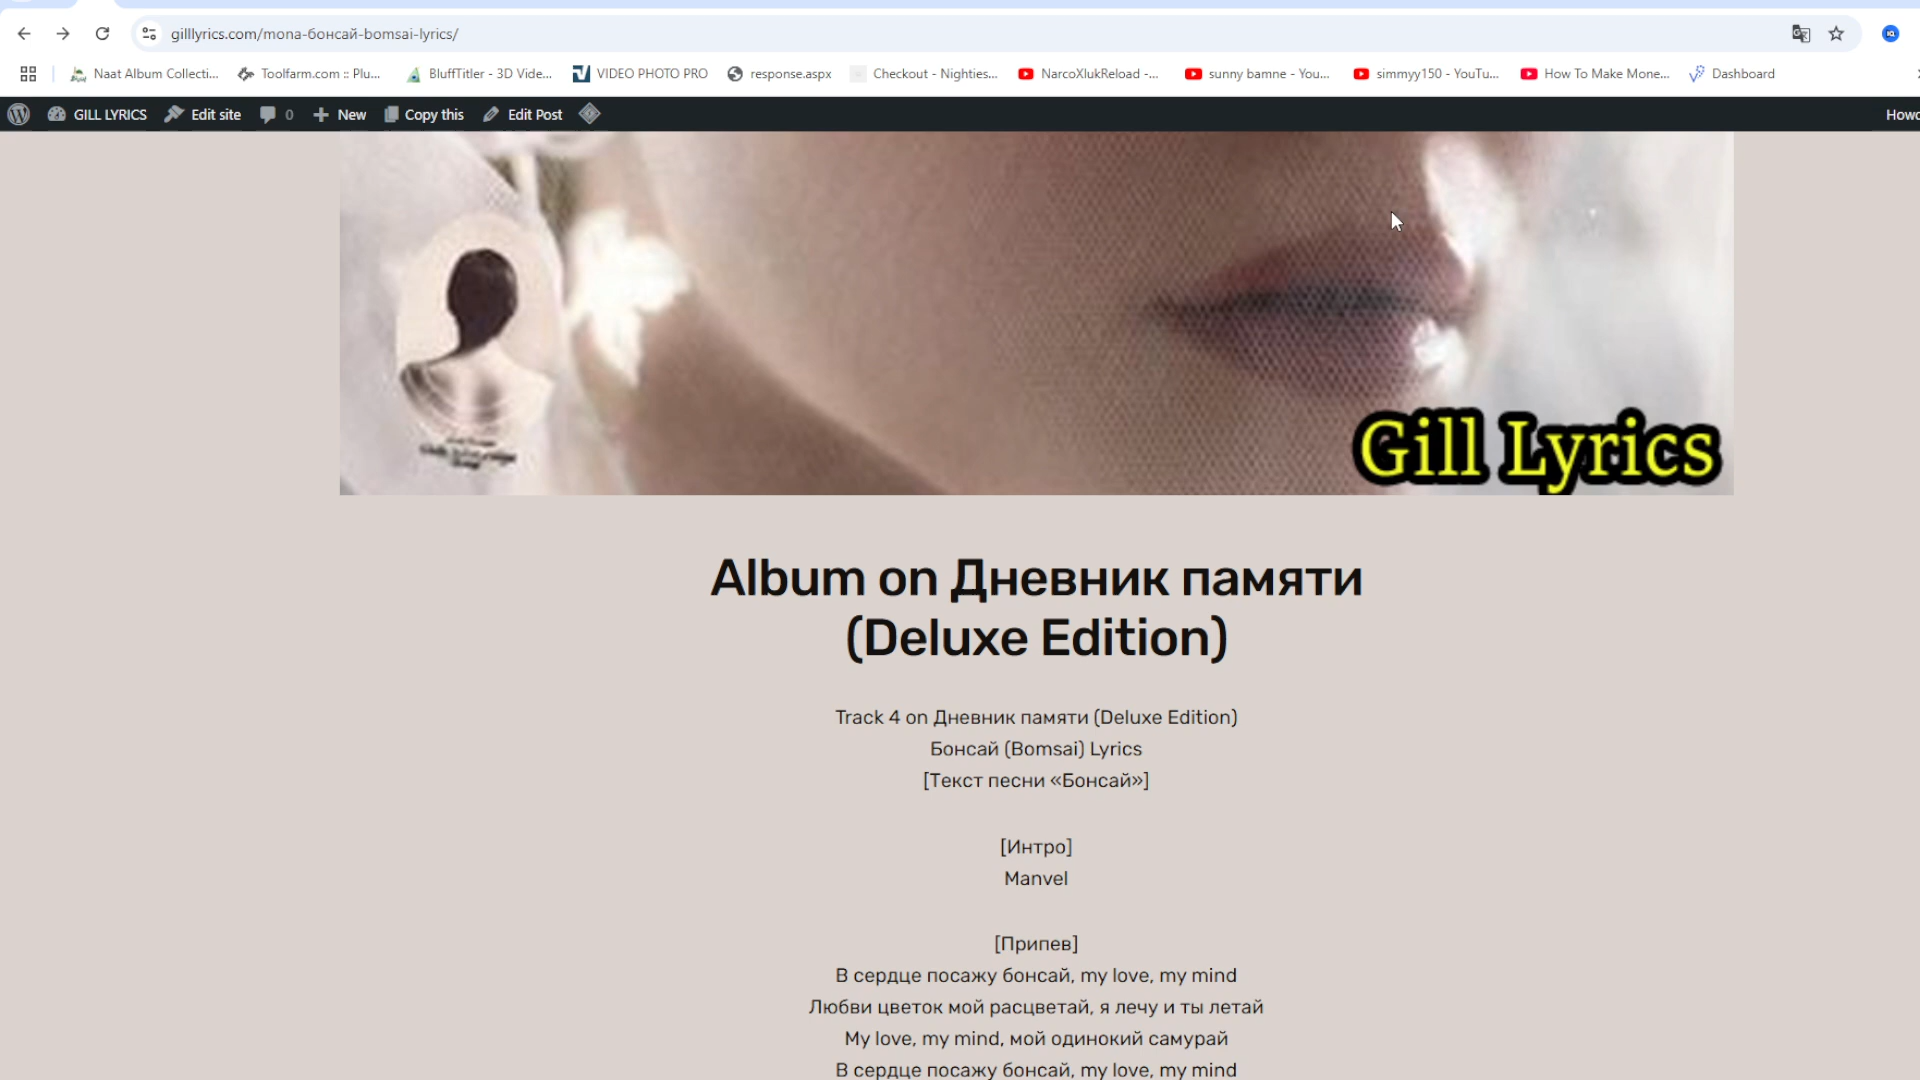 gilllyrics.com/mona-бонсай-bomsai-lyrics/
Naat Album Collecti...
Toolfarm.com :: Plu...
BluffTitler - 3D Vide...
VIDEO PHOTO PRO
response.aspx
Checkout - Nighties...
NarcoXlukReload -...
sunny bamne - You...
simmyy150 - YouTu...
How To Make Mone...
Dashboard
GILL LYRICS
Edit site
0
New
Copy this
Edit Post
Howd
Gill Lyrics
Album on Дневник памяти
(Deluxe Edition)
Track 4 on Дневник памяти (Deluxe Edition)
Бонсай (Bomsai) Lyrics
[Текст песни «Бонсай»]
[Интро]
Manvel
[Припев]
В сердце посажу бонсай, my love, my mind
Любви цветок мой расцветай, я лечу и ты летай
My love, my mind, мой одинокий самурай
В сердце посажу бонсай, my love, my mind